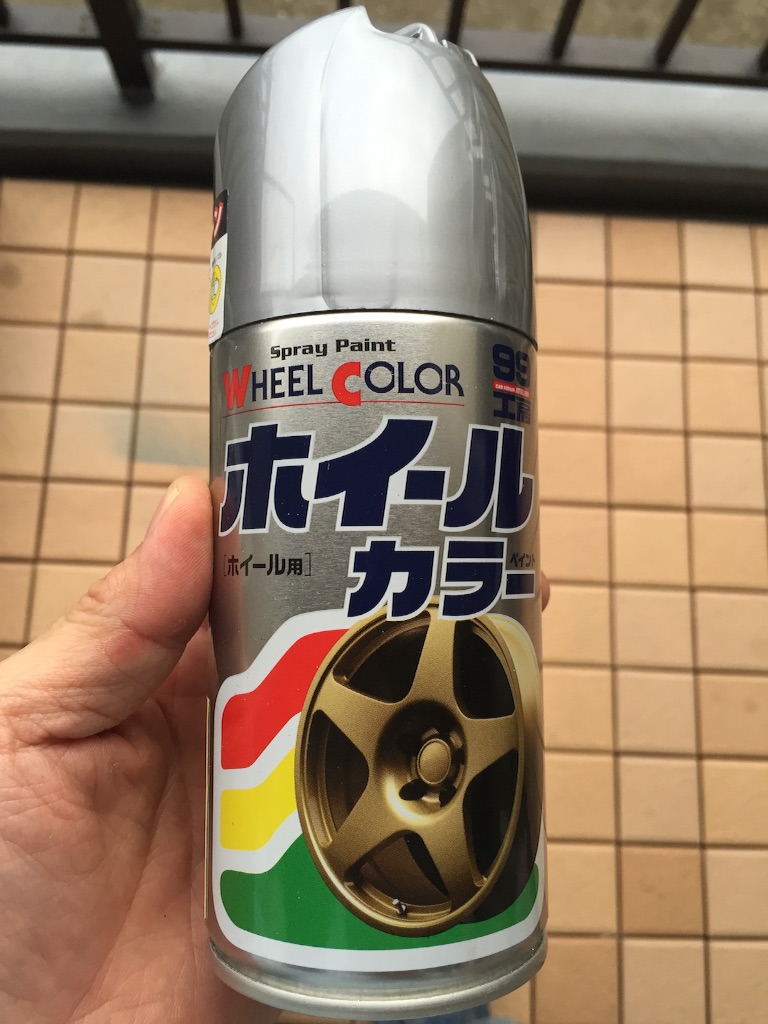 Spray Paint
WHEEL COLOR
99
工房
ホイール
カラー
ペイント
[ホイール用]